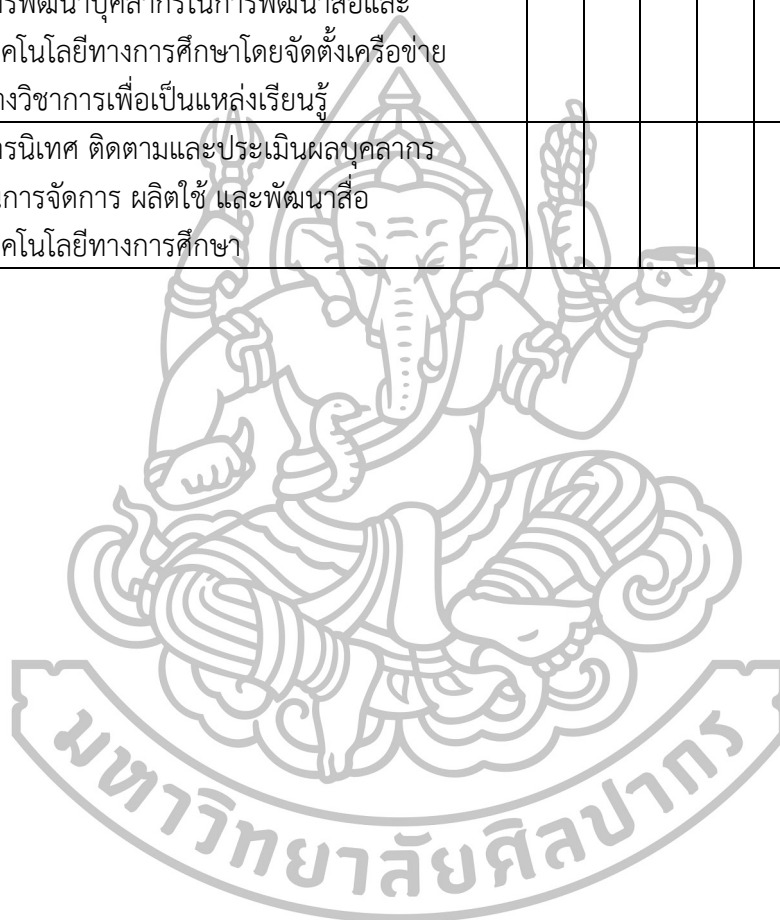 ารพัฒนาบุคลากรในการพัฒนาสื่อและ
คโนโลยีทางการศึกษาโดยจัดตั้งเครือข่าย
างวิชาการเพื่อเป็นแหล่งเรียนรู้
ารนิเทศ ติดตามและประเมินผลบุคลากร
นการจัดการ ผลิตใช้ และพัฒนาสื่อ
คโนโลยีทางการศึกษา
มหาวิทยาลัยศิลปากร